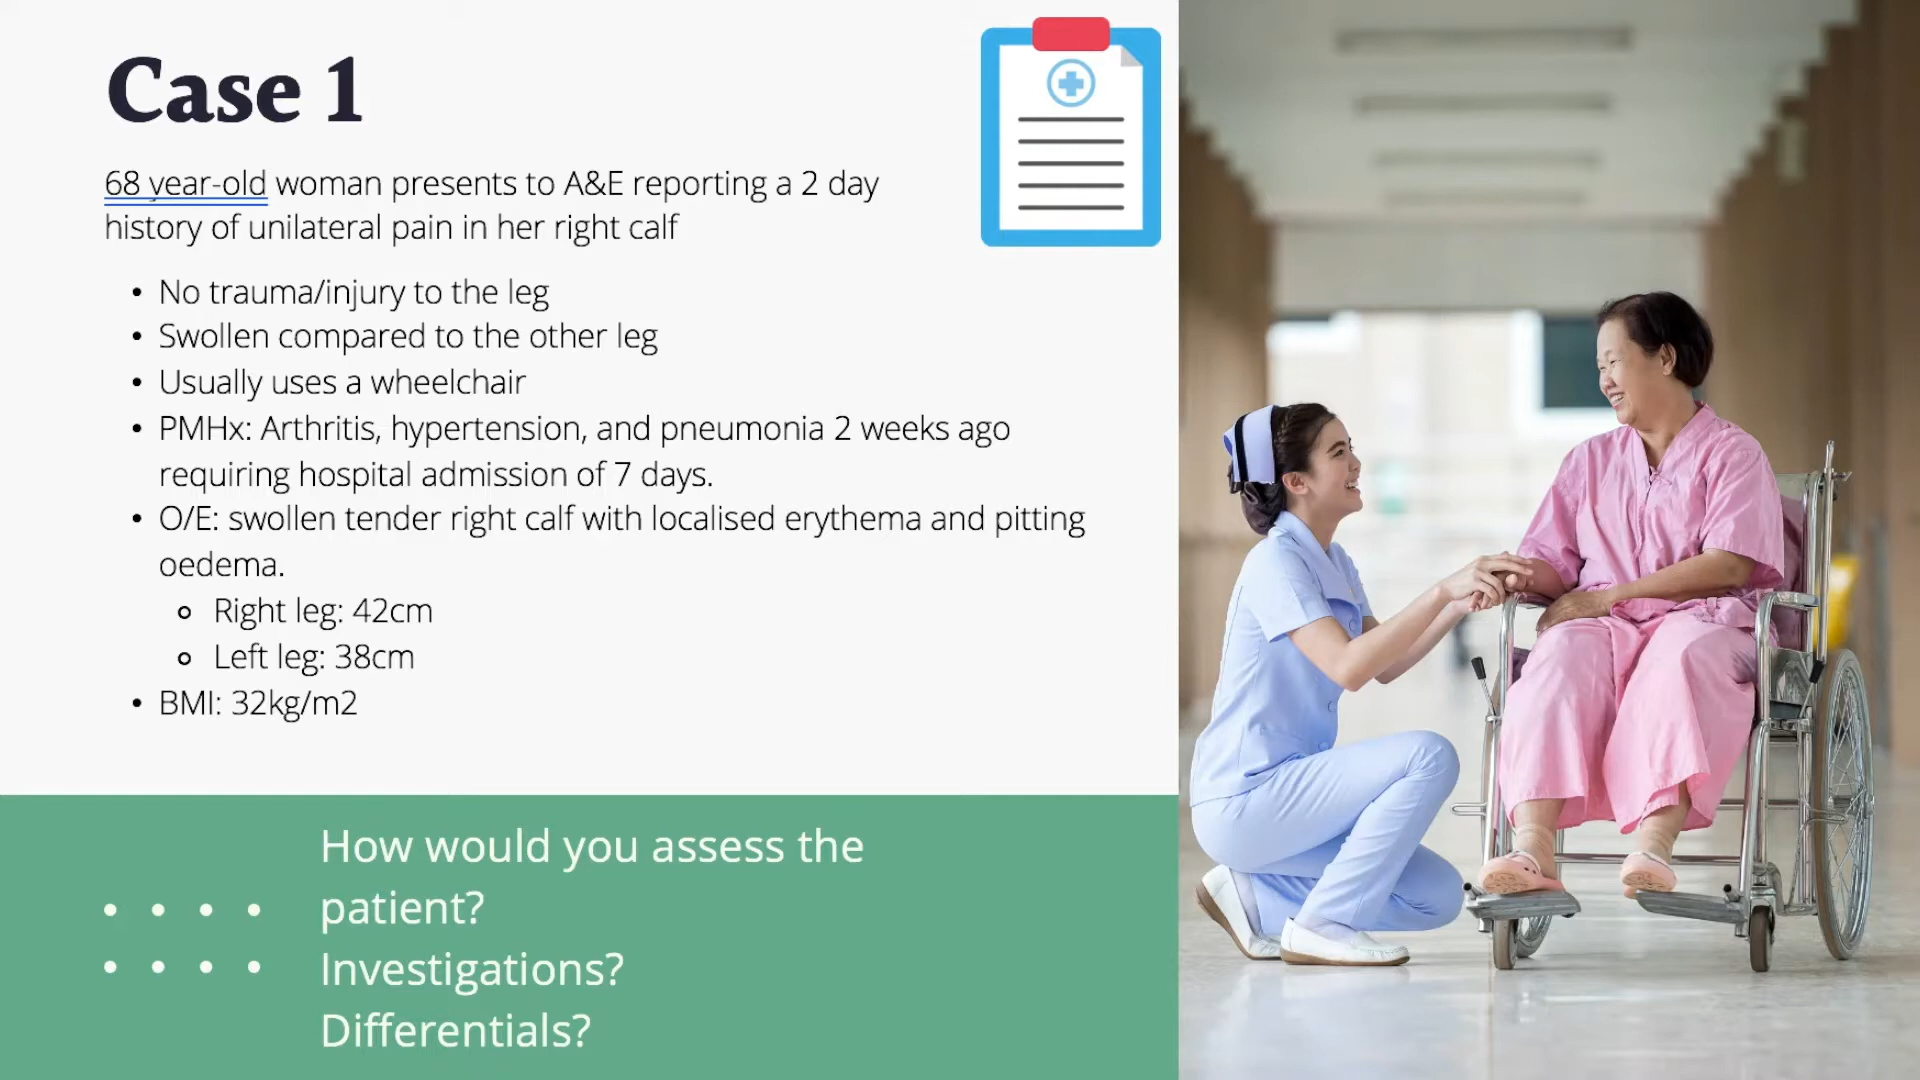 Case 1
68 year-old woman presents to A&E reporting a 2 day
history of unilateral pain in her right calf
• No trauma/injury to the leg
• Swollen compared to the other leg
• Usually uses a wheelchair
• PMHx: Arthritis, hypertension, and pneumonia 2 weeks ago
requiring hospital admission of 7 days.
• O/E: swollen tender right calf with localised erythema and pitting
oedema.
o Right leg: 42cm
o Left leg: 38cm
• BMI: 32kg/m2
How would you assess the
patient?
Investigations?
Differentials?